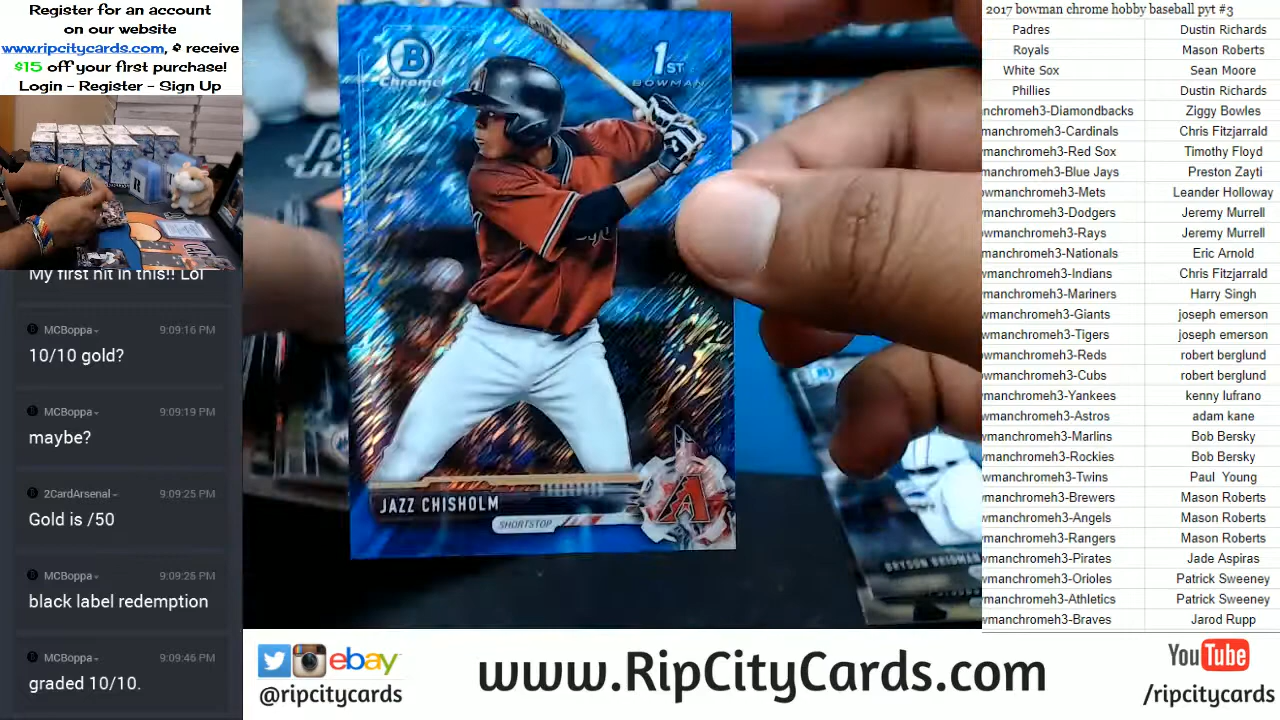 Register for an account
on our website
www.ripcitycards.com, & receive
$15 off your first purchase!
Login - Register - Sign Up
My first hit in this!! Lol
MCBoppa 9:09:16 PM
10/10 gold?
MCBoppa 9:09:19 PM
maybe?
2CardArsenal 9:09:25 PM
Gold is /50
MCBoppa 9:09:25 PM
black label redemption
MCBoppa 9:09:46 PM
graded 10/10.
B
Chrome
1ST
BOWMAN
JAZZ CHISHOLM
SHORTSTOP
A
2017 bowman chrome hobby baseball pyt #3
Padres Dustin Richards
Royals Mason Roberts
White Sox Sean Moore
Phillies Dustin Richards
nchromeh3-Diamondbacks Ziggy Bowles
wmanchromeh3-Cardinals Chris Fitzjarrald
wmanchromeh3-Red Sox Timothy Floyd
wmanchromeh3-Blue Jays Preston Zayti
owmanchromeh3-Mets Leander Holloway
wmanchromeh3-Dodgers Jeremy Murrell
owmanchromeh3-Rays Jeremy Murrell
manchromeh3-Nationals Eric Arnold
wmanchromeh3-Indians Chris Fitzjarrald
wmanchromeh3-Mariners Harry Singh
wmanchromeh3-Giants joseph emerson
wmanchromeh3-Tigers joseph emerson
owmanchromeh3-Reds robert berglund
owmanchromeh3-Cubs robert berglund
wmanchromeh3-Yankees kenny lufrano
wmanchromeh3-Astros adam kane
wmanchromeh3-Marlins Bob Bersky
wmanchromeh3-Rockies Bob Bersky
wmanchromeh3-Twins Paul Young
wmanchromeh3-Brewers Mason Roberts
wmanchromeh3-Angels Mason Roberts
wmanchromeh3-Rangers Mason Roberts
wmanchromeh3-Pirates Jade Aspiras
wmanchromeh3-Orioles Patrick Sweeney
wmanchromeh3-Athletics Patrick Sweeney
wmanchromeh3-Braves Jarod Rupp
ebay
@ripcitycards
www.RipCityCards.com
YouTube
/ripcitycards